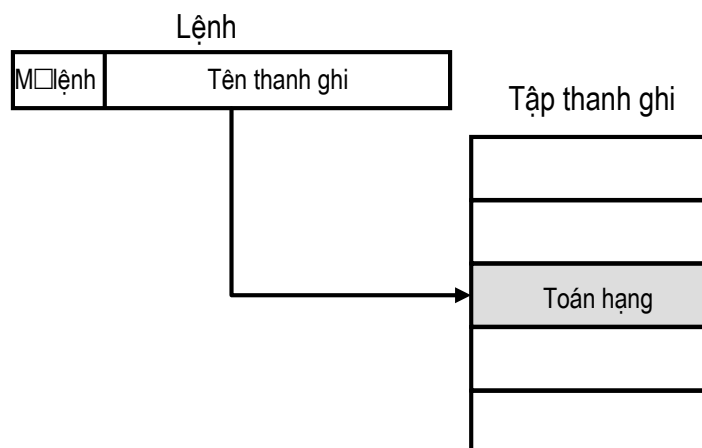 Lệnh
M□lệnh
Tên thanh ghi
Tập thanh ghi
Toán hạng